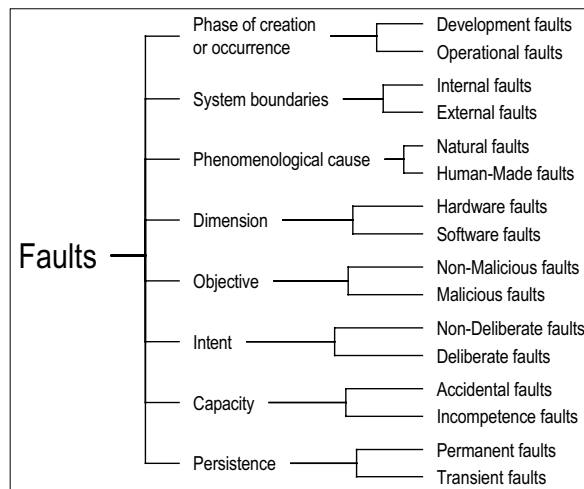 Faults
Phase of creation
or occurrence
Development faults
Operational faults
System boundaries
Internal faults
External faults
Phenomenological cause
Natural faults
Human-Made faults
Dimension
Hardware faults
Software faults
Objective
Non-Malicious faults
Malicious faults
Intent
Non-Deliberate faults
Deliberate faults
Capacity
Accidental faults
Incompetence faults
Persistence
Permanent faults
Transient faults